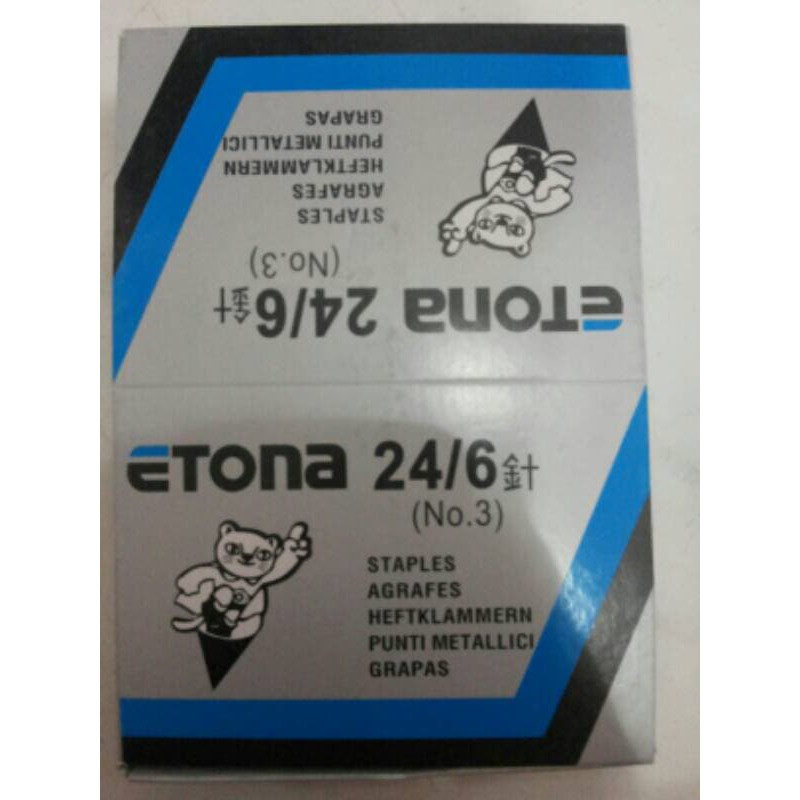 GRAPAS
PUNTI METALLICI
HEFTKLAMMERN
AGRAFES
STAPLES
(No.3)
ETONA 24/6針
ETONA 24/6針
(No.3)
STAPLES
AGRAFES
HEFTKLAMMERN
PUNTI METALLICI
GRAPAS